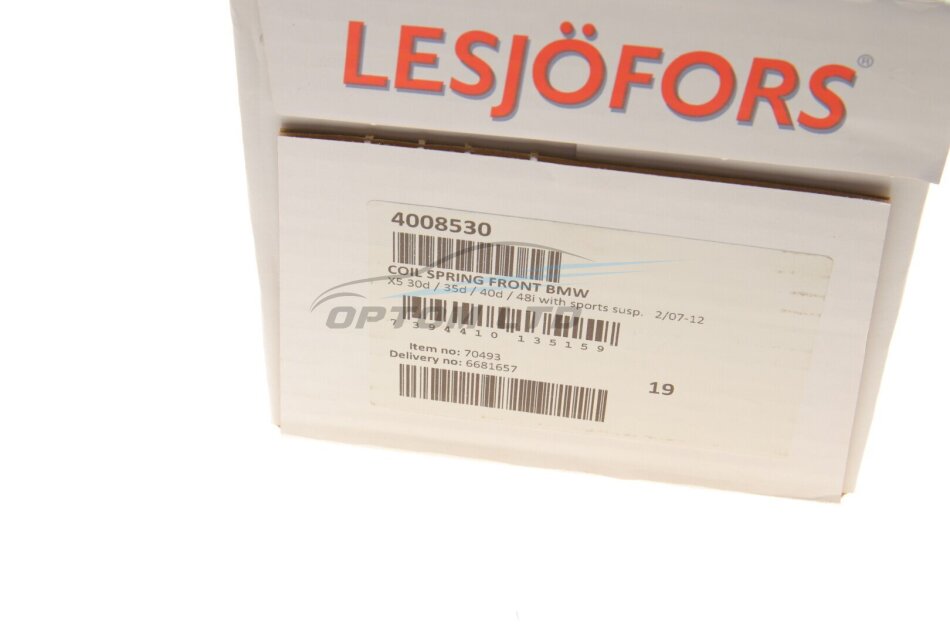 LESJÖFORS®
4008530
COIL SPRING FRONT BMW
X5 30d / 35d / 40d / 48i with sports susp. 2/07-12
OPTOM LTD
7 394410 135159
Item no: 70493
Delivery no: 6681657
19